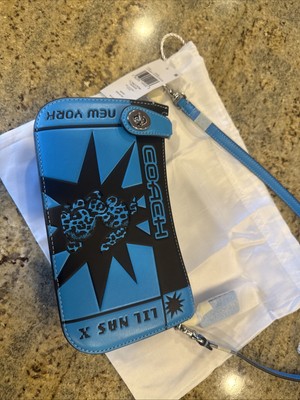 NEW YORK
COACH
LIL NAS X